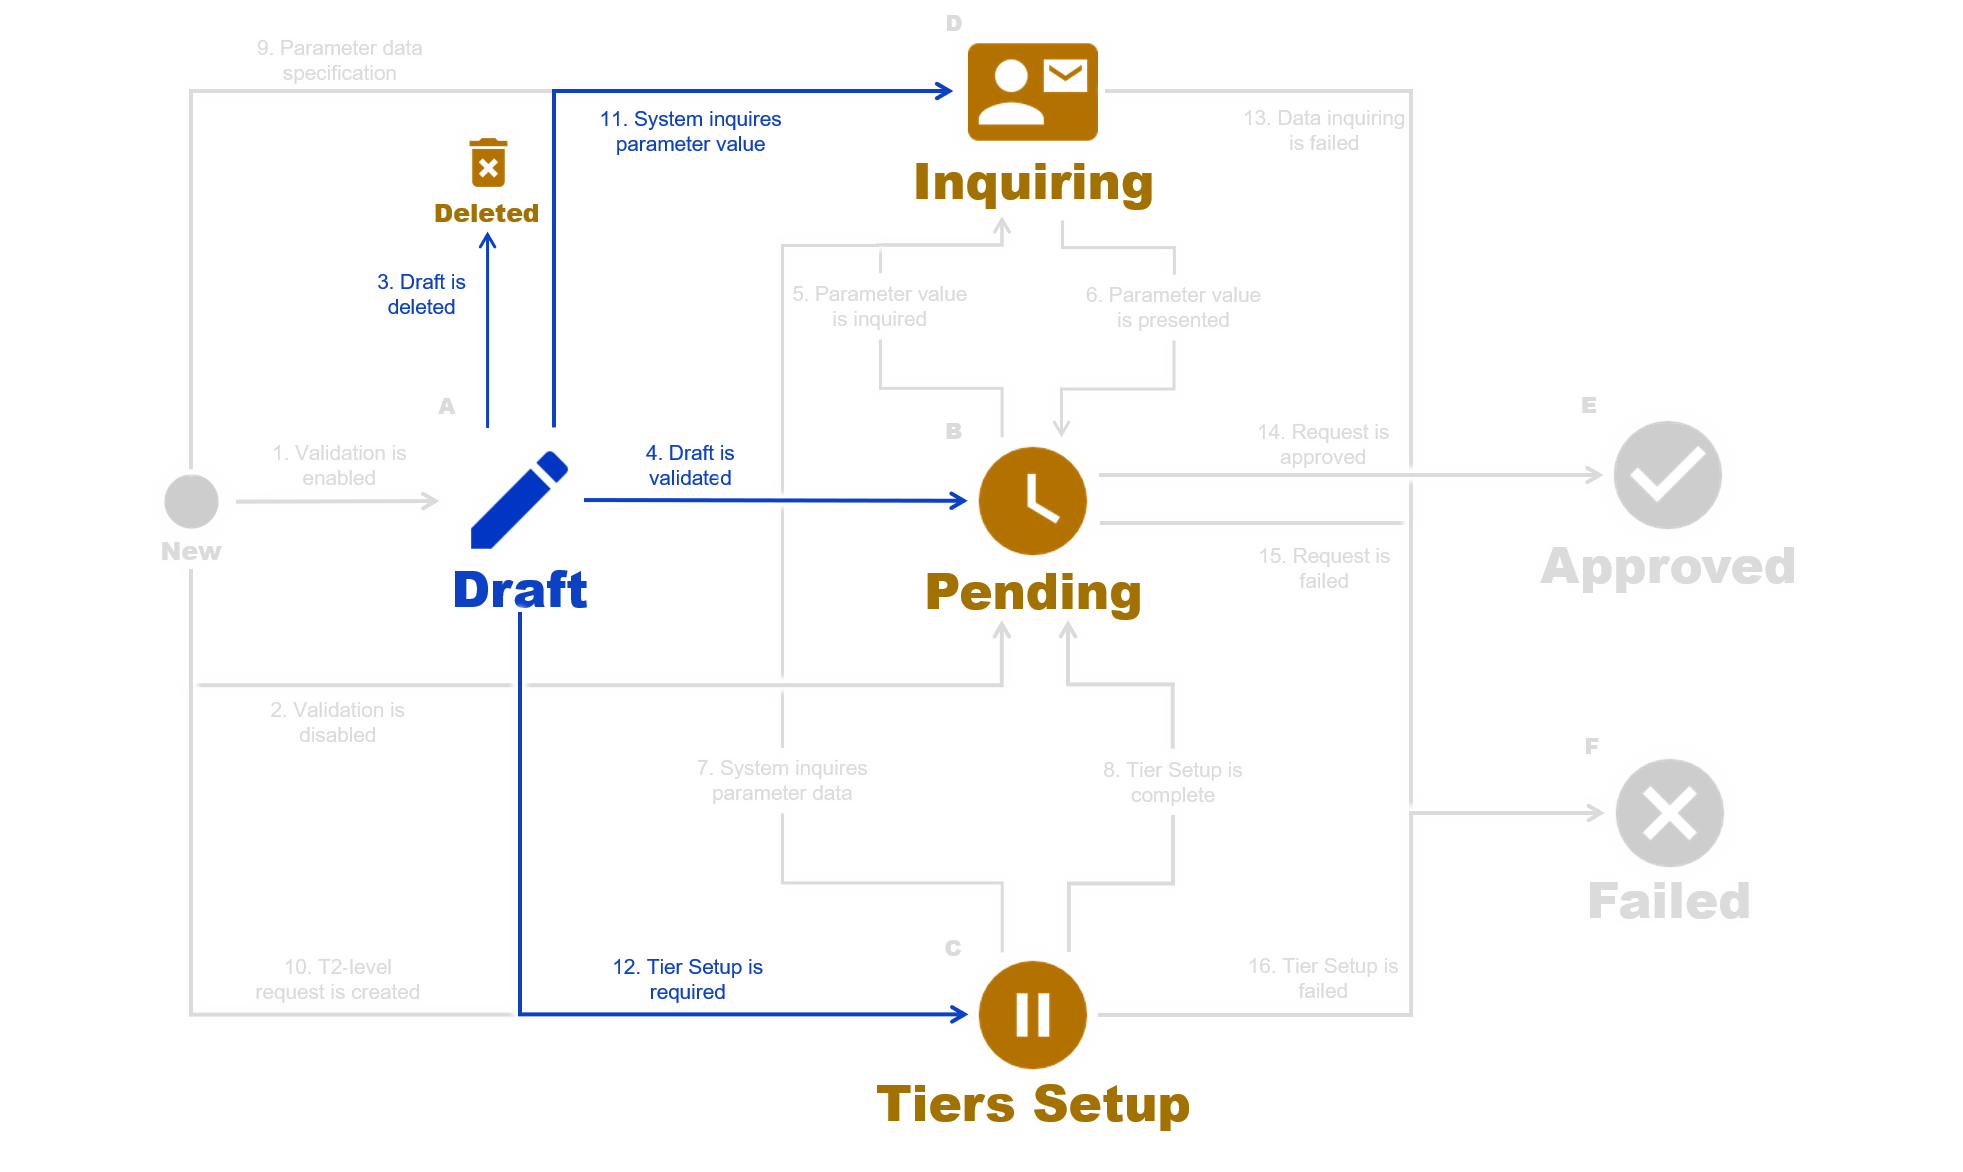 D
9. Parameter data
specification
11. System inquires
parameter value
13. Data inquiring
is failed
Inquiring
Deleted
3. Draft is
deleted
5. Parameter value
is inquired
6. Parameter value
is presented
A
B
E
1. Validation is
enabled
4. Draft is
validated
14. Request is
approved
New
Draft
Pending
15. Request is
failed
Approved
2. Validation is
disabled
F
7. System inquires
parameter data
8. Tier Setup is
complete
Failed
C
10. T2-level
request is created
12. Tier Setup is
required
16. Tier Setup is
failed
Tiers Setup